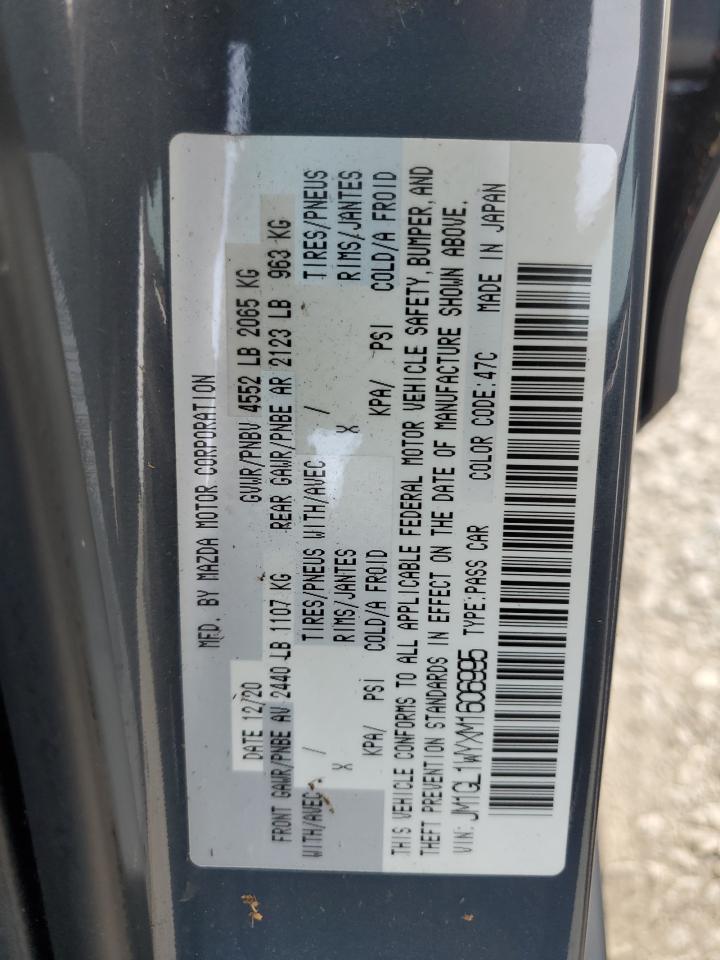 MFD. BY MAZDA MOTOR CORPORATION
DATE 12/20 GVWR/PNBV 4552 LB 2065 KG
FRONT GAWR/PNBE AV 2440 LB 1107 KG REAR GAWR/PNBE AR 2123 LB 963 KG
WITH/AVEC / TIRES/PNEUS WITH/AVEC / TIRES/PNEUS
X RIMS/JANTES X RIMS/JANTES
KPA/ PSI COLD/A FROID KPA/ PSI COLD/A FROID
THIS VEHICLE CONFORMS TO ALL APPLICABLE FEDERAL MOTOR VEHICLE SAFETY, BUMPER, AND
THEFT PREVENTION STANDARDS IN EFFECT ON THE DATE OF MANUFACTURE SHOWN ABOVE.
VIN: JM1GL1WYXM1606995 TYPE:PASS CAR COLOR CODE:47C MADE IN JAPAN